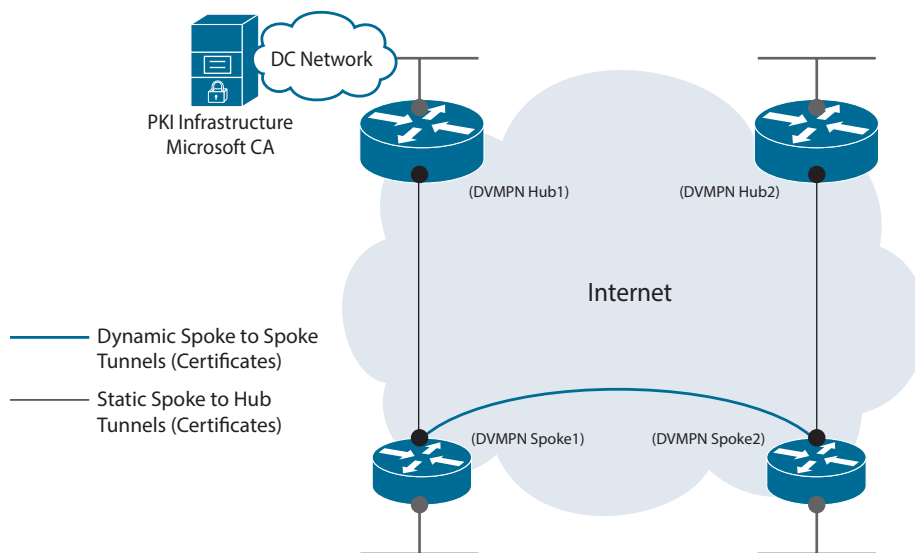 DC Network
PKI Infrastructure
Microsoft CA
(DVMPN Hub1)
(DVMPN Hub2)
Internet
Dynamic Spoke to Spoke
Tunnels (Certificates)
Static Spoke to Hub
Tunnels (Certificates)
(DVMPN Spoke1)
(DVMPN Spoke2)